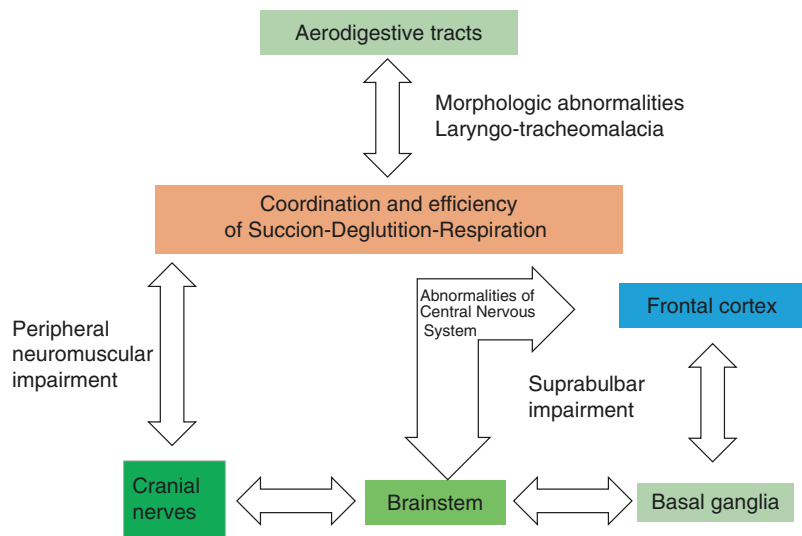 Aerodigestive tracts
Morphologic abnormalities
Laryngo-tracheomalacia
Coordination and efficiency
of Succion-Deglutition-Respiration
Abnormalities of
Central Nervous
System
Frontal cortex
Peripheral
neuromuscular
impairment
Suprabulbar
impairment
Cranial
nerves
Brainstem
Basal ganglia